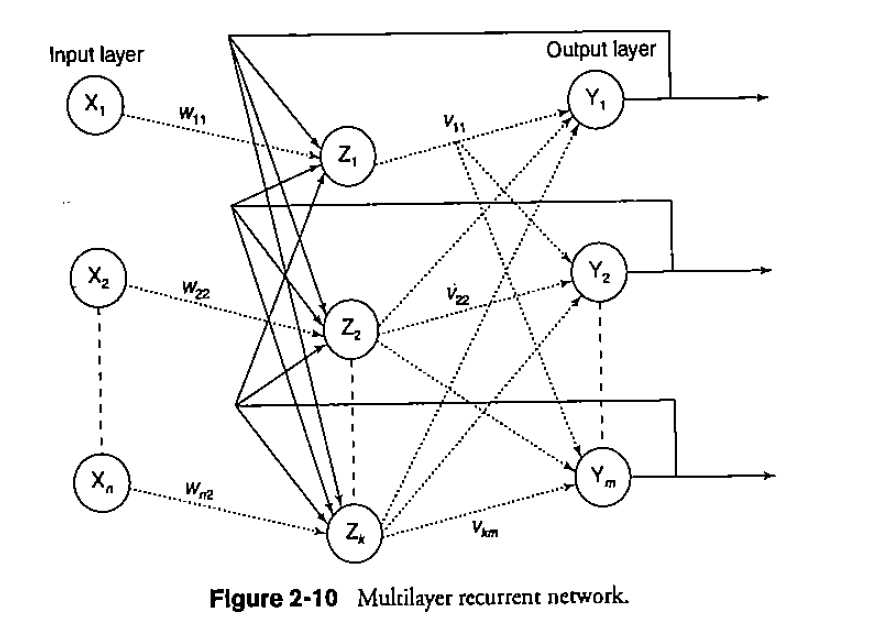 Input layer
Output layer
X1
w11
Z1
v11
Y1
X2
w22
Z2
v22
Y2
Xn
wn2
Zk
vkm
Ym
Figure 2-10 Multilayer recurrent network.